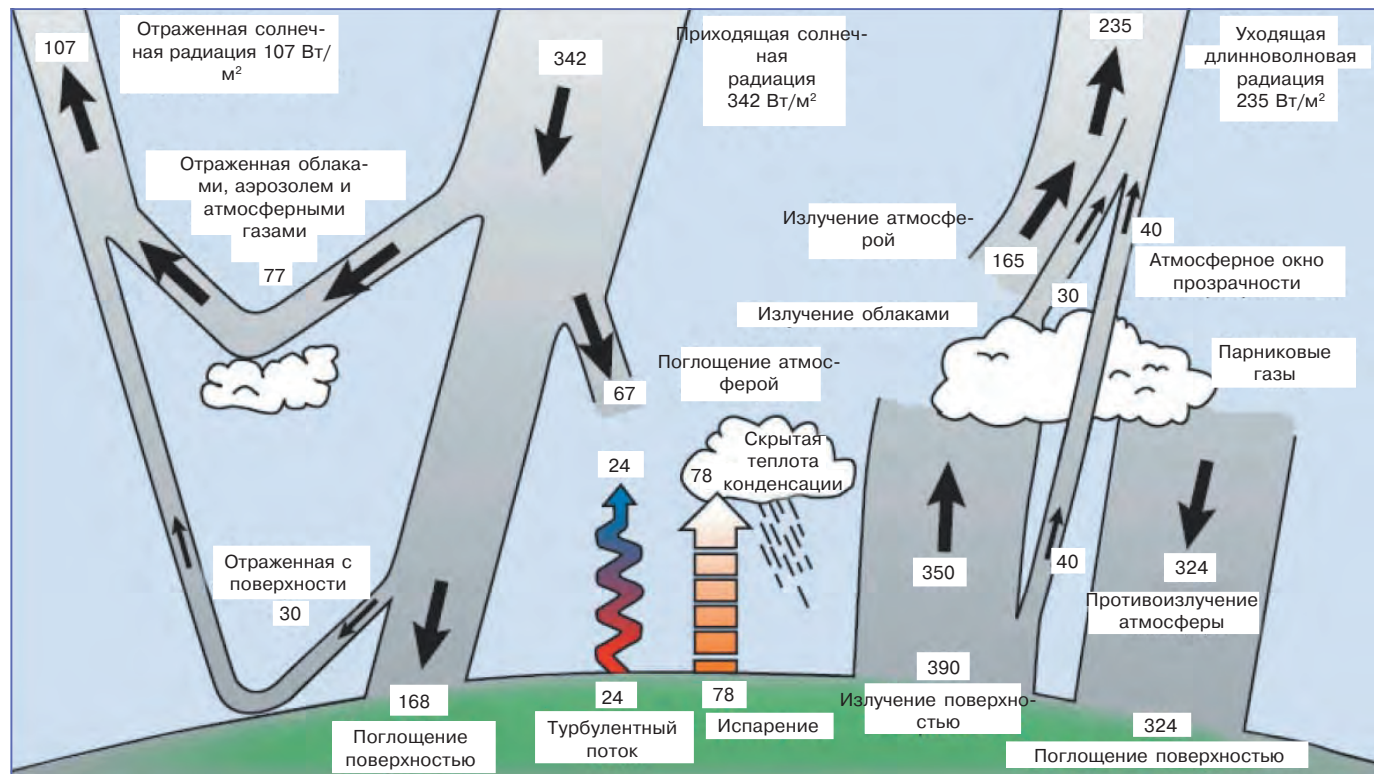 107
Отраженная солнеч-
ная радиация 107 Вт/
м²
342
Приходящая солнеч-
ная
радиация
342 Вт/м²
235
Уходящая
длинноволновая
радиация
235 Вт/м²
Отраженная облака-
ми, аэрозолем и
атмосферными
газами
77
Излучение атмосфе-
рой
165
40
Атмосферное окно
прозрачности
30
Излучение облаками
Парниковые
газы
Поглощение атмос-
ферой
67
24
Скрытая
теплота
конденсации
78
Отраженная с
поверхности
30
350
40
324
Противоизлучение
атмосферы
168
Поглощение
поверхностью
24
Турбулентный
поток
78
Испарение
390
Излучение поверхно-
стью
324
Поглощение поверхностью